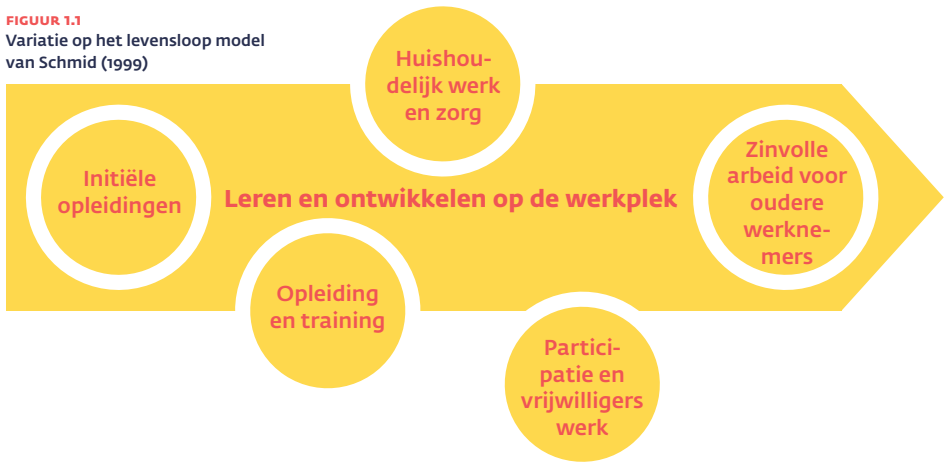 FIGUUR 1.1
Variatie op het levensloop model
van Schmid (1999)
Huishou-
delijk werk
en zorg
Initiële
opleidingen
Leren en ontwikkelen op de werkplek
Zinvolle
arbeid voor
oudere
werkne-
mers
Opleiding
en training
Partici-
patie en
vrijwilligers
werk